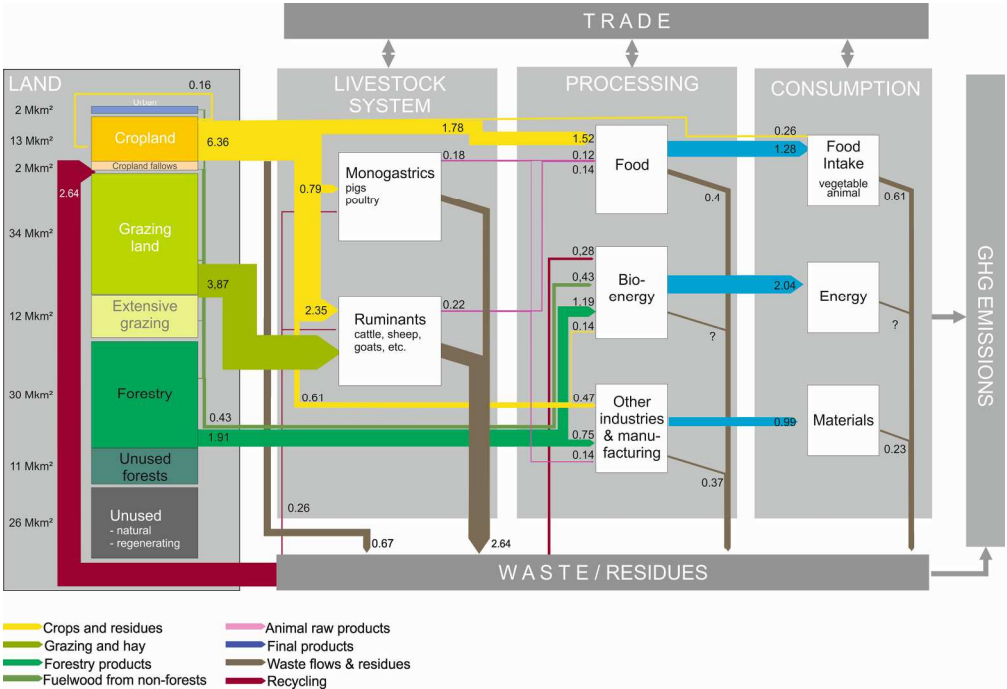 TRADE
LAND
LIVESTOCK
SYSTEM
PROCESSING
CONSUMPTION
GHG EMISSIONS
2 Mkm²
13 Mkm²
2 Mkm²
34 Mkm²
12 Mkm²
30 Mkm²
11 Mkm²
26 Mkm²
Urban
Cropland
Cropland fallows
Grazing
land
Extensive
grazing
Forestry
Unused
forests
Unused
- natural
- regenerating
0.16
6.36
2.64
3,87
0.43
1.91
0.26
0.67
2.64
0.79
2.35
0.61
1.78
0.18
0.22
Monogastrics
pigs
poultry
Ruminants
cattle, sheep,
goats, etc.
1.52
0.12
0.14
Food
0.4
0,28
0,43
1.19
0.14
Bio-
energy
?
0.47
0.75
0.14
Other
industries
& manu-
facturing
0.37
0.26
1.28
Food
Intake
vegetable
animal
0.61
2.04
Energy
?
0.99
Materials
0.23
WASTE/RESIDUES
Crops and residues
Grazing and hay
Forestry products
Fuelwood from non-forests
Animal raw products
Final products
Waste flows & residues
Recycling